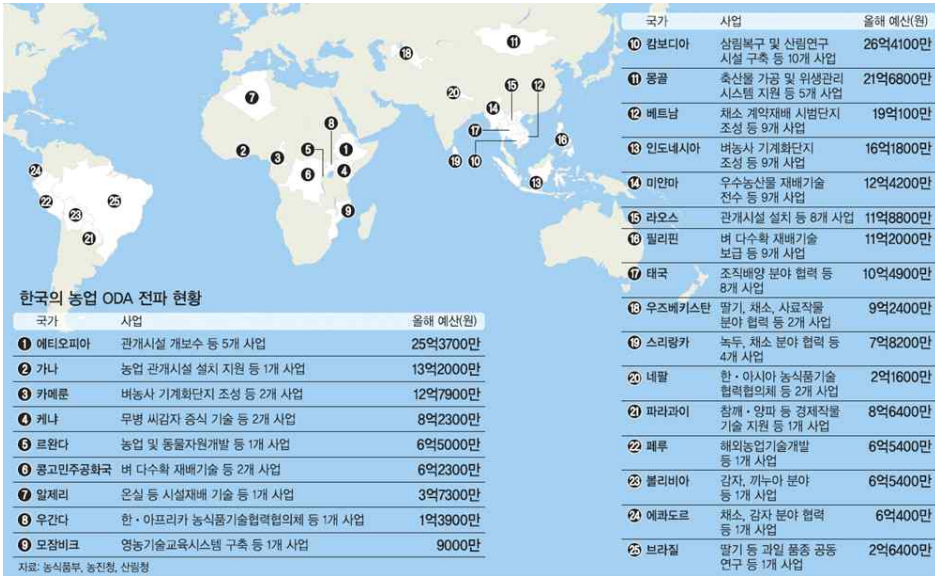 한국의 농업 ODA 전파 현황
국가 사업 올해 예산(원)
❶ 에티오피아 관개시설 개보수 등 5개 사업 25억3700만
❷ 가나 농업 관개시설 설치 지원 등 1개 사업 13억2000만
❸ 카메룬 벼농사 기계화단지 조성 등 2개 사업 12억7900만
❹ 케냐 무병 씨감자 증식 기술 등 2개 사업 8억2300만
❺ 르완다 농업 및 동물자원개발 등 1개 사업 6억5000만
❻ 콩고민주공화국 벼 다수확 재배기술 등 2개 사업 6억2300만
❼ 알제리 온실 등 시설재배 기술 등 1개 사업 3억7300만
❽ 우간다 한·아프리카 농식품기술협력협의체 등 1개 사업 1억3900만
❾ 모잠비크 영농기술교육시스템 구축 등 1개 사업 9000만
자료: 농식품부, 농진청, 산림청
국가 사업 올해 예산(원)
❿ 캄보디아 삼림복구 및 산림연구 26억4100만
시설 구축 등 10개 사업
⓫ 몽골 축산물 가공 및 위생관리 21억6800만
시스템 지원 등 5개 사업
⓬ 베트남 채소 계약재배 시범단지 19억100만
조성 등 9개 사업
⓭ 인도네시아 벼농사 기계화단지 16억1800만
조성 등 9개 사업
⓮ 미얀마 우수농산물 재배기술 12억4200만
전수 등 9개 사업
⓯ 라오스 관개시설 설치 등 8개 사업 11억8800만
⓰ 필리핀 벼 다수확 재배기술 11억2000만
보급 등 9개 사업
⓱ 태국 조직배양 분야 협력 등 10억4900만
8개 사업
⓲ 우즈베키스탄 딸기, 채소, 사료작물 9억2400만
분야 협력 등 2개 사업
⓳ 스리랑카 녹두, 채소 분야 협력 등 7억8200만
4개 사업
⓴ 네팔 한·아시아 농식품기술 2억1600만
협력협의체 등 2개 사업
㉑ 파라과이 참깨·양파 등 경제작물 8억6400만
기술 지원 등 1개 사업
㉒ 페루 해외농업기술개발 6억5400만
등 1개 사업
㉓ 볼리비아 감자, 끼누아 분야 6억5400만
등 1개 사업
㉔ 에콰도르 채소, 감자 분야 협력 6억400만
등 1개 사업
㉕ 브라질 딸기 등 과일 품종 공동 2억6400만
연구 등 1개 사업